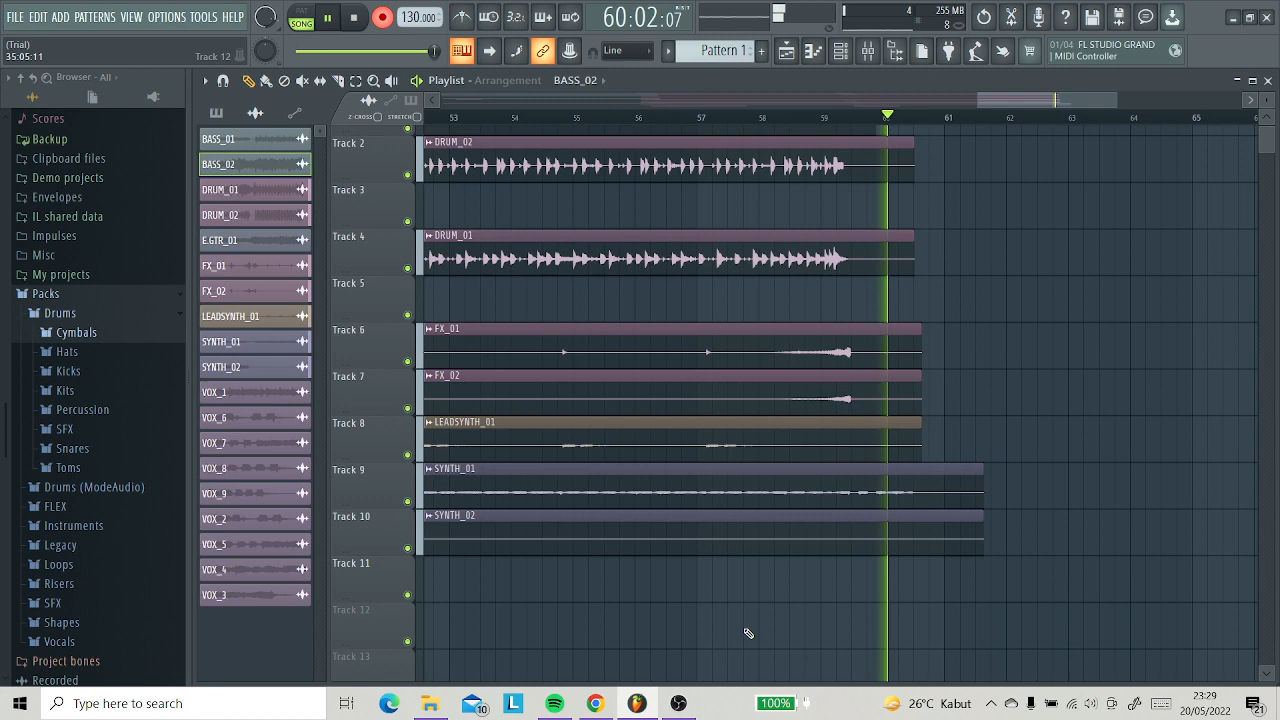 FILE EDIT ADD PATTERNS VIEW OPTIONS TOOLS HELP
PAT
SONG
130.000
3.2
60:02:07
4
255 MB
8
(Trial)
35:05:11
Track 12
Line
Pattern 1
01/04 FL STUDIO GRAND
MIDI Controller
Browser - All
Playlist - Arrangement
BASS_02
Z-CROSS
STRETCH
53
54
55
56
57
58
59
60
61
62
63
64
65
Scores
Backup
Clipboard files
Demo projects
Envelopes
IL shared data
Impulses
Misc
My projects
Packs
Drums
Cymbals
Hats
Kicks
Kits
Percussion
SFX
Snares
Toms
Drums (ModeAudio)
FLEX
Instruments
Legacy
Loops
Risers
SFX
Shapes
Vocals
Project bones
Recorded
BASS_01
BASS_02
DRUM_01
DRUM_02
E.GTR_01
FX_01
FX_02
LEADSYNTH_01
SYNTH_01
SYNTH_02
VOX_1
VOX_6
VOX_7
VOX_8
VOX_9
VOX_2
VOX_5
VOX_4
VOX_3
Track 2
DRUM_02
Track 3
Track 4
DRUM_01
Track 5
Track 6
FX_01
Track 7
FX_02
Track 8
LEADSYNTH_01
Track 9
SYNTH_01
Track 10
SYNTH_02
Track 11
Track 12
Track 13
Type here to search
10
L
100%
26°C Kabut
23:29
20/05/2022
21